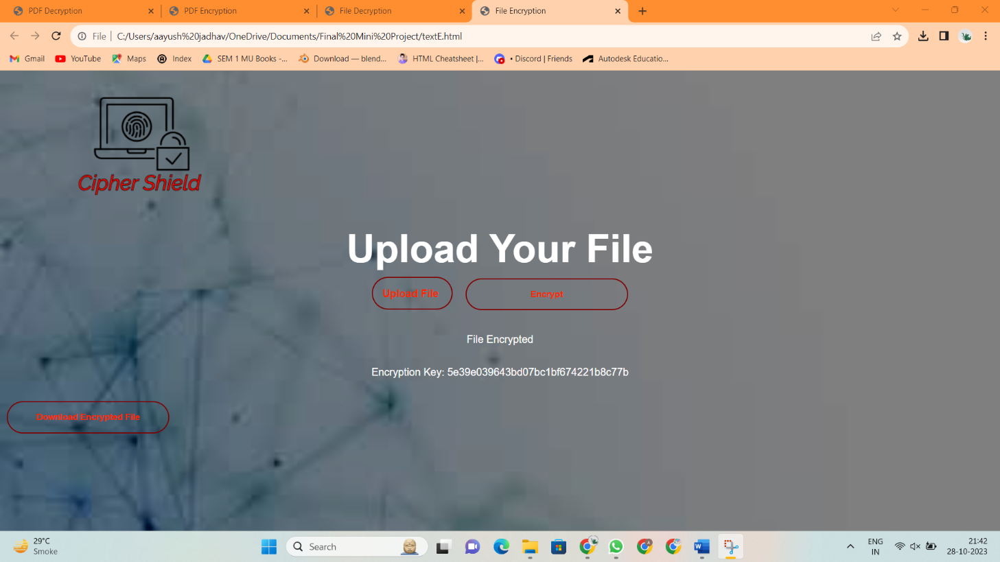 PDF Decryption
PDF Encryption
File Decryption
File Encryption
File C:/Users/aayush%20jadhav/OneDrive/Documents/Final%20Mini%20Project/textE.html
Gmail
YouTube
Maps
Index
SEM 1 MU Books -...
Download — blend...
HTML Cheatsheet |...
• Discord | Friends
Autodesk Educatio...
Cipher Shield
Upload Your File
Upload File
Encrypt
File Encrypted
Encryption Key: 5e39e039643bd07bc1bf674221b8c77b
Download Encrypted File
29°C
Smoke
Search
ENG
IN
21:42
28-10-2023